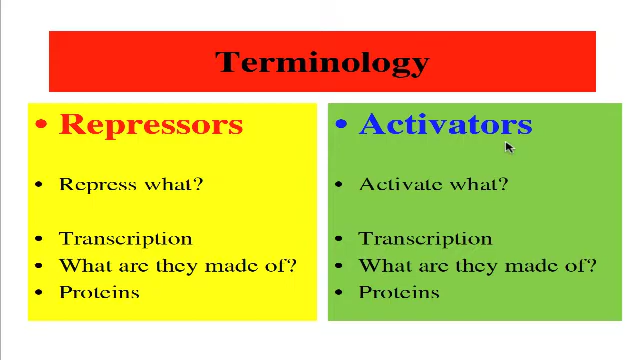 Terminology
• Repressors
• Repress what?
• Transcription
• What are they made of?
• Proteins
• Activators
• Activate what?
• Transcription
• What are they made of?
• Proteins